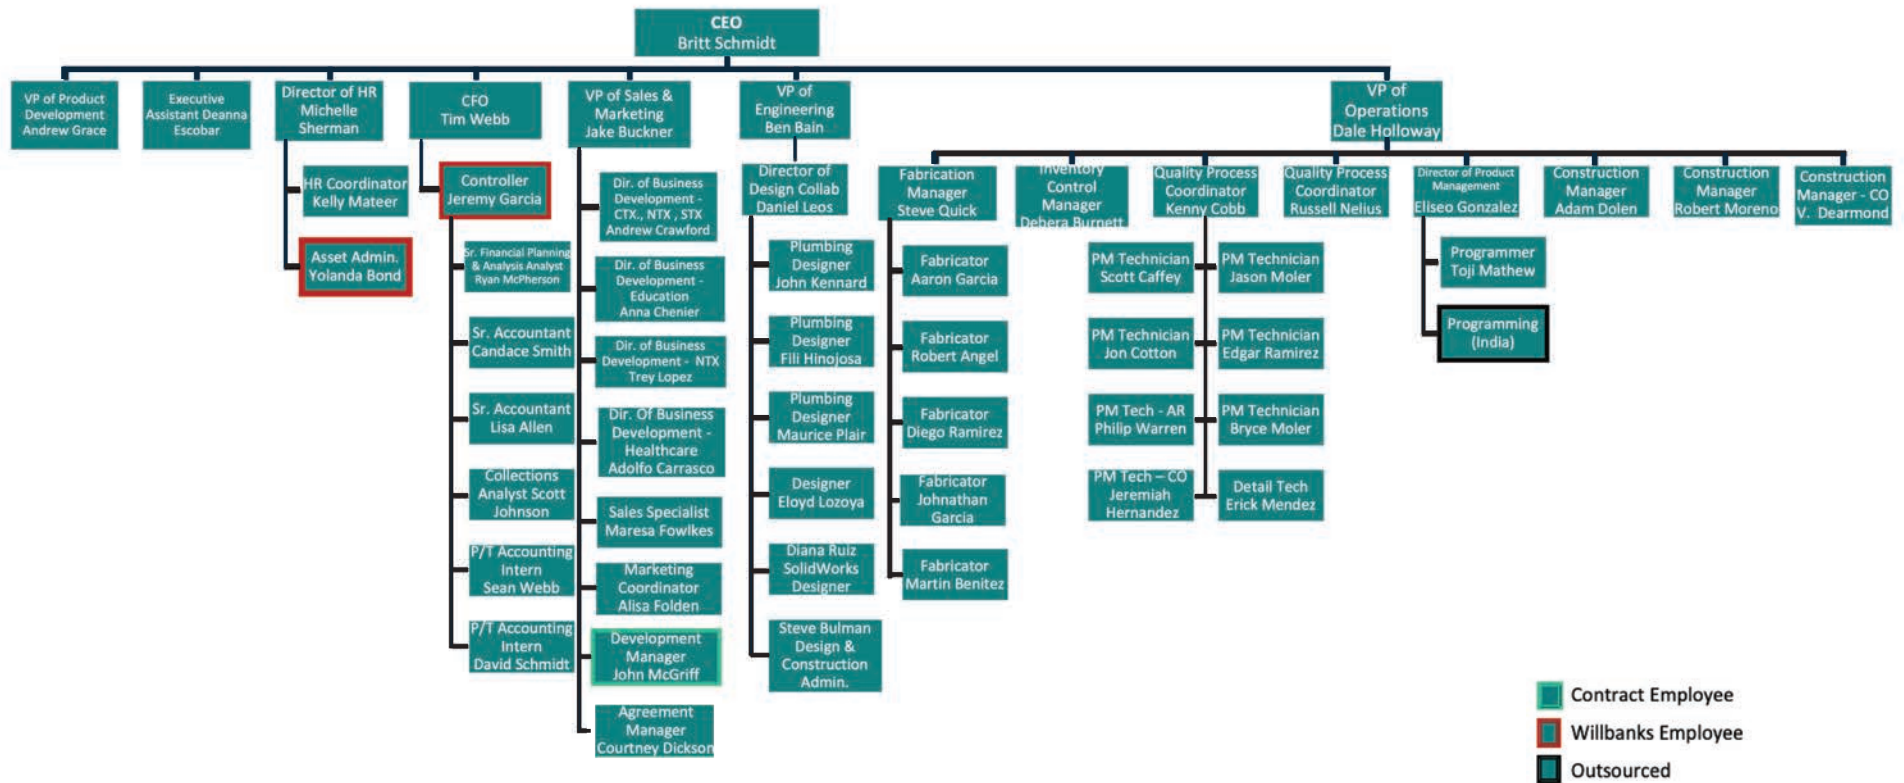 CEO
Britt Schmidt
VP of Product
Development
Andrew Grace
Executive
Assistant Deanna
Escobar
Director of HR
Michelle
Sherman
CFO
Tim Webb
VP of Sales &
Marketing
Jake Buckner
VP of
Engineering
Ben Bain
VP of
Operations
Dale Holloway
HR Coordinator
Kelly Mateer
Asset Admin.
Yolanda Bond
Controller
Jeremy Garcia
Sr. Financial Planning
& Analysis Analyst
Ryan McPherson
Sr. Accountant
Candace Smith
Sr. Accountant
Lisa Allen
Collections
Analyst Scott
Johnson
P/T Accounting
Intern
Sean Webb
P/T Accounting
Intern
David Schmidt
Dir. of Business
Development -
CTX., NTX , STX
Andrew Crawford
Dir. of Business
Development -
Education
Anna Chenier
Dir. of Business
Development - NTX
Trey Lopez
Dir. Of Business
Development -
Healthcare
Adolfo Carrasco
Sales Specialist
Maresa Fowlkes
Marketing
Coordinator
Alisa Folden
Development
Manager
John McGriff
Agreement
Manager
Courtney Dickson
Director of
Design Collab
Daniel Leos
Plumbing
Designer
John Kennard
Plumbing
Designer
Fili Hinojosa
Plumbing
Designer
Maurice Plair
Designer
Eloyd Lozoya
Diana Ruiz
SolidWorks
Designer
Steve Bulman
Design &
Construction
Admin.
Fabrication
Manager
Steve Quick
Fabricator
Aaron Garcia
Fabricator
Robert Angel
Fabricator
Diego Ramirez
Fabricator
Johnathan
Garcia
Fabricator
Martin Benitez
Inventory
Control
Manager
Debera Burnett
Quality Process
Coordinator
Kenny Cobb
PM Technician
Scott Caffey
PM Technician
Jason Moler
PM Technician
Jon Cotton
PM Technician
Edgar Ramirez
PM Tech - AR
Philip Warren
PM Technician
Bryce Moler
PM Tech – CO
Jeremiah
Hernandez
Detail Tech
Erick Mendez
Quality Process
Coordinator
Russell Nelius
Director of Product
Management
Eliseo Gonzalez
Programmer
Toji Mathew
Programming
(India)
Construction
Manager
Adam Dolen
Construction
Manager
Robert Moreno
Construction
Manager - CO
V. Dearmond
Contract Employee
Willbanks Employee
Outsourced